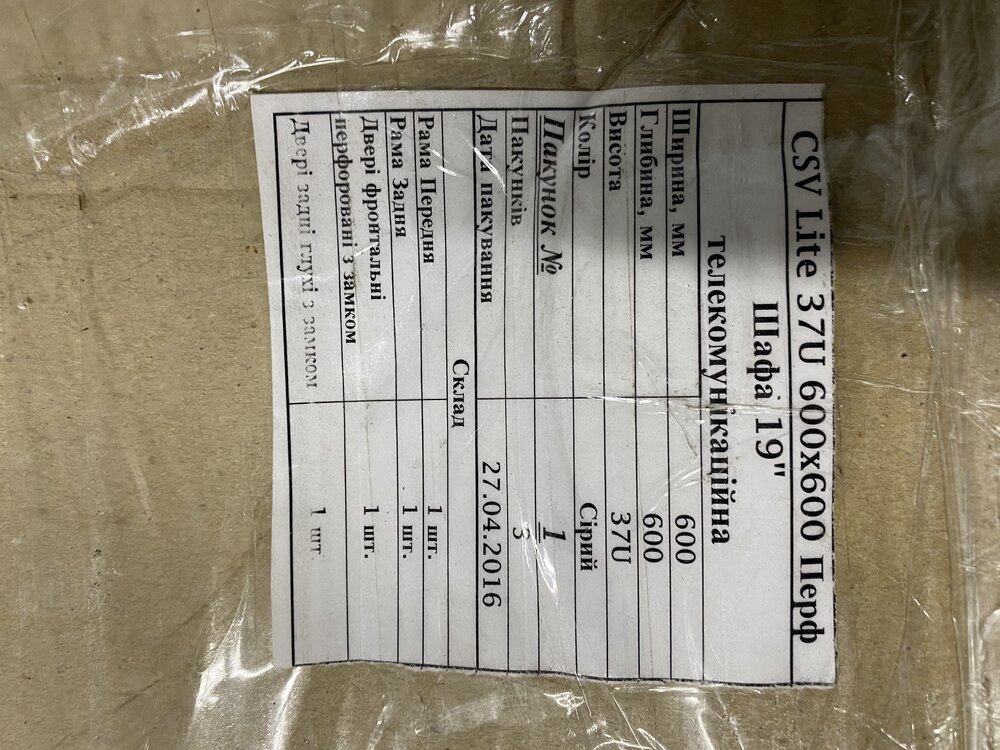 CSV Lite 37U 600x600 Перф
Шафа 19"
телекомунікаційна
Ширина, мм 600
Глибина, мм 600
Висота 37U
Колір Сірий
Пакунок № 1
Пакунків 3
Дата пакування 27.04.2016
Склад
Рама Передня 1 шт.
Рама Задня 1 шт.
Двері фронтальні
перфоровані з замком 1 шт.
Двері задні глухі з замком 1 шт.